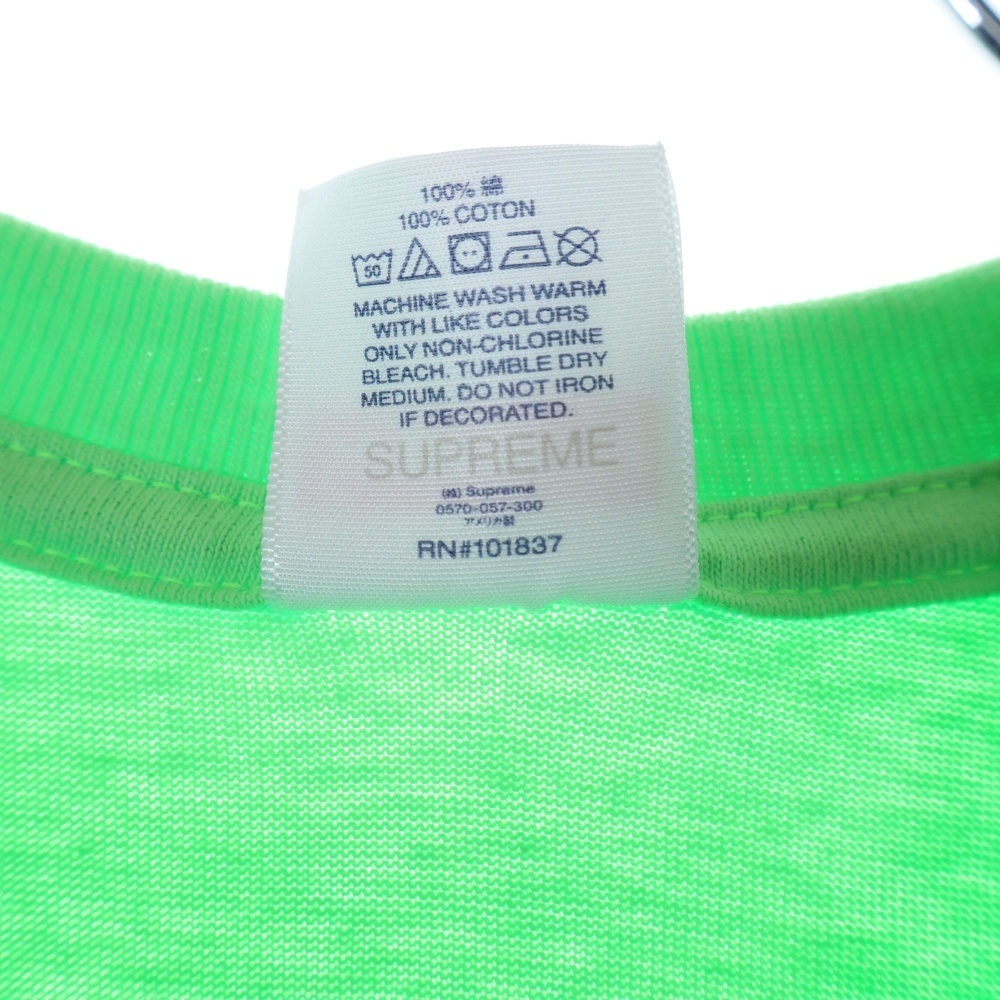 100% 綿
100% COTON
50
MACHINE WASH WARM
WITH LIKE COLORS
ONLY NON-CHLORINE
BLEACH. TUMBLE DRY
MEDIUM. DO NOT IRON
IF DECORATED.
SUPREME
(株) Supreme
0570-057-300
アメリカ製
RN#101837